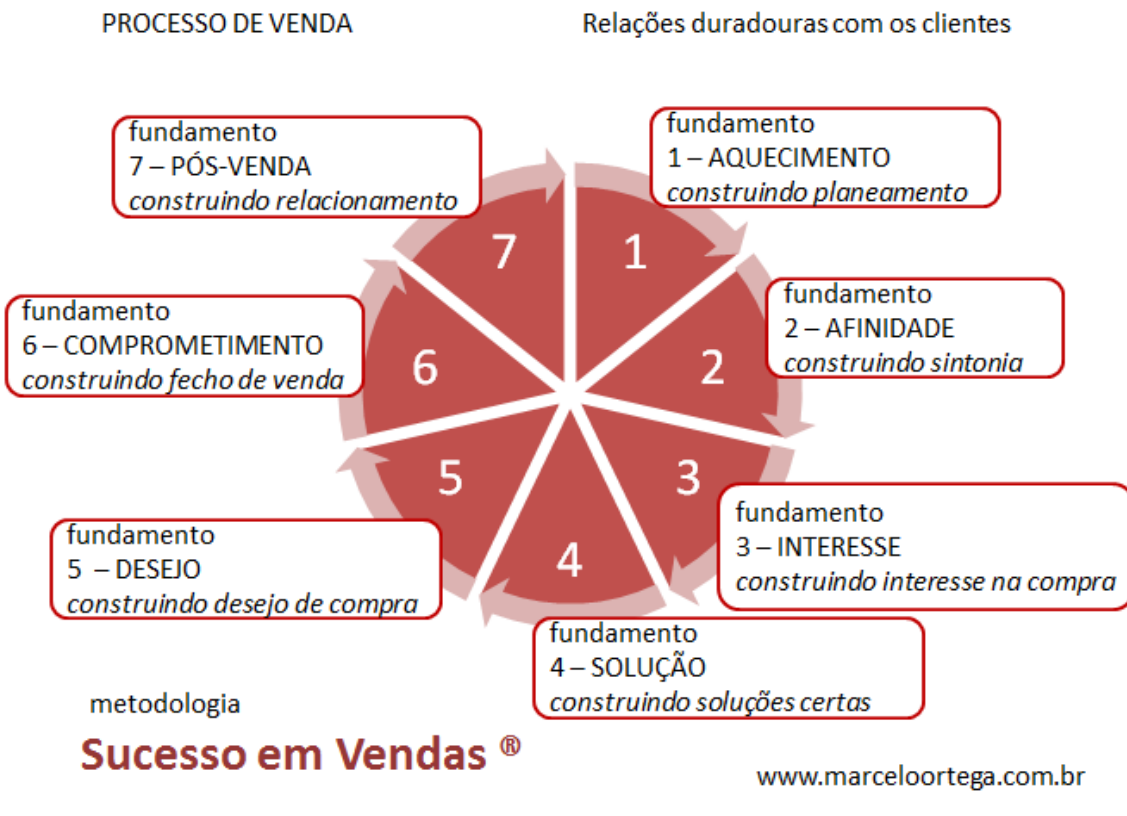 PROCESSO DE VENDA
Relações duradouras com os clientes
fundamento
1 – AQUECIMENTO
construindo planeamento
fundamento
2 – AFINIDADE
construindo sintonia
fundamento
3 – INTERESSE
construindo interesse na compra
fundamento
4 – SOLUÇÃO
construindo soluções certas
fundamento
5 – DESEJO
construindo desejo de compra
fundamento
6 – COMPROMETIMENTO
construindo fecho de venda
fundamento
7 – PÓS-VENDA
construindo relacionamento
1
2
3
4
5
6
7
metodologia
Sucesso em Vendas ®
www.marceloortega.com.br